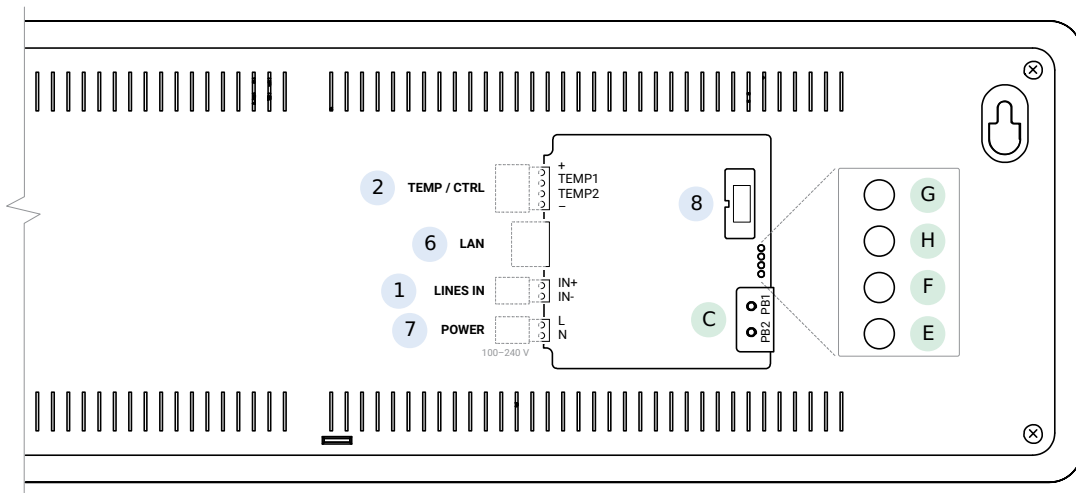 2 TEMP / CTRL
+
TEMP1
TEMP2
–
6 LAN
1 LINES IN
IN+
IN-
7 POWER
L
N
100–240 V
8
C
PB1
PB2
G
H
F
E